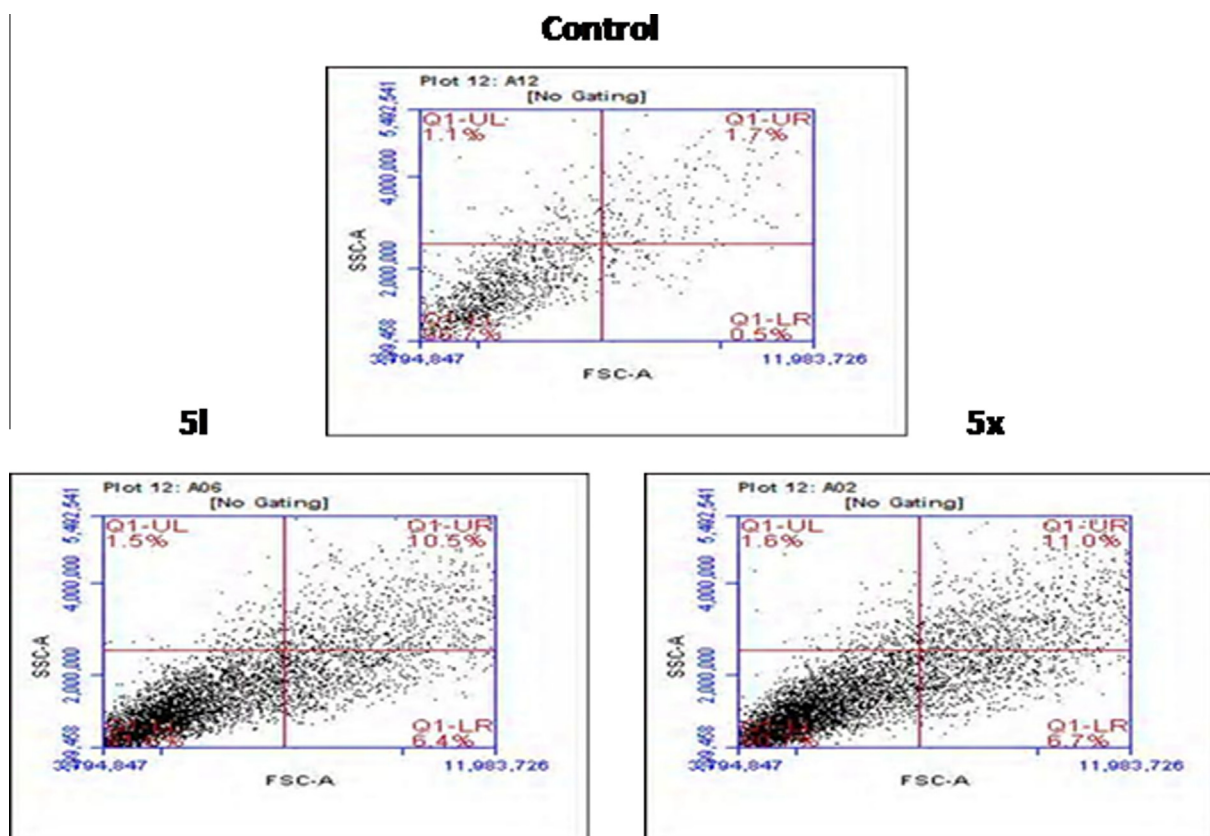 Control
Plot 12: A12
[No Gating]
Q1-UL
1.1%
Q1-UR
1.7%
5,492,541
4,000,000
2,000,000
SSC-A
Q1-LR
0.5%
11,983,726
FSC-A
5l
5x
Plot 12: A06
[No Gating]
Q1-UL
1.5%
Q1-UR
10.5%
5,492,541
4,000,000
2,000,000
SSC-A
Q1-LR
6.4%
11,983,726
FSC-A
Plot 12: A02
[No Gating]
Q1-UL
1.6%
Q1-UR
11.0%
5,492,541
4,000,000
2,000,000
SSC-A
Q1-LR
6.7%
11,983,726
FSC-A